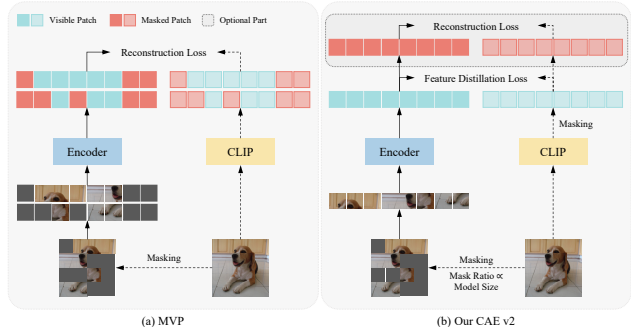 Visible Patch Masked Patch Optional Part
Reconstruction Loss
Encoder
CLIP
Masking
(a) MVP
Reconstruction Loss
Feature Distillation Loss
Masking
Encoder
CLIP
Masking
Mask Ratio ∝
Model Size
(b) Our CAE v2